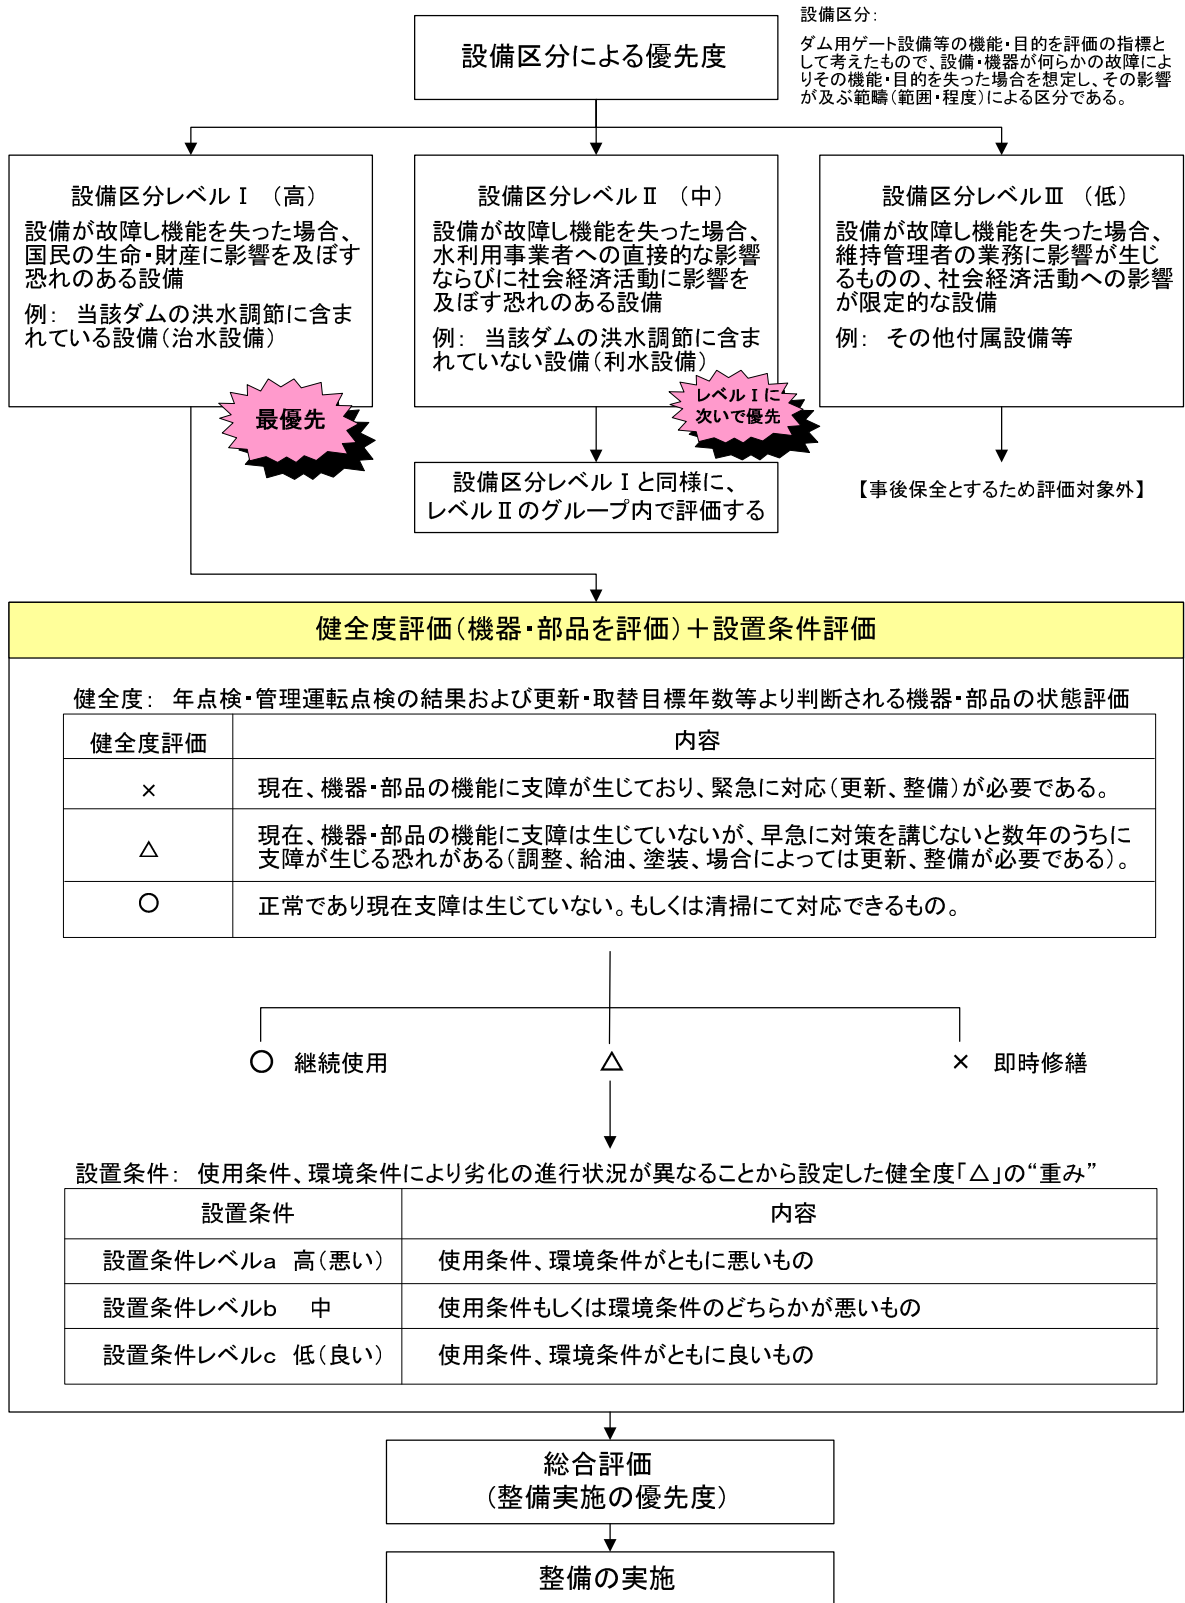 設備区分による優先度
設備区分：
ダム用ゲート設備等の機能・目的を評価の指標と
して考えたもので、設備・機器が何らかの故障によ
りその機能・目的を失った場合を想定し、その影響
が及ぶ範疇（範囲・程度）による区分である。
設備区分レベルⅠ　（高）
設備が故障し機能を失った場合、
国民の生命・財産に影響を及ぼす
恐れのある設備
例：　当該ダムの洪水調節に含ま
れている設備（治水設備）
最優先
設備区分レベルⅡ　（中）
設備が故障し機能を失った場合、
水利用事業者への直接的な影響
ならびに社会経済活動に影響を
及ぼす恐れのある設備
例：　当該ダムの洪水調節に含ま
れていない設備（利水設備）
レベルⅠに
次いで優先
設備区分レベルⅢ　（低）
設備が故障し機能を失った場合、
維持管理者の業務に影響が生じ
るものの、社会経済活動への影響
が限定的な設備
例：　その他付属設備等
設備区分レベルⅠと同様に、
レベルⅡのグループ内で評価する
【事後保全とするため評価対象外】
健全度評価（機器・部品を評価）＋設置条件評価
健全度：　年点検・管理運転点検の結果および更新・取替目標年数等より判断される機器・部品の状態評価
健全度評価　内容
×　現在、機器・部品の機能に支障が生じており、緊急に対応（更新、整備）が必要である。
△　現在、機器・部品の機能に支障は生じていないが、早急に対策を講じないと数年のうちに
支障が生じる恐れがある（調整、給油、塗装、場合によっては更新、整備が必要である）。
○　正常であり現在支障は生じていない。もしくは清掃にて対応できるもの。
○　継続使用　△　×　即時修繕
設置条件：　使用条件、環境条件により劣化の進行状況が異なることから設定した健全度「△」の“重み”
設置条件　内容
設置条件レベルａ　高（悪い）　使用条件、環境条件がともに悪いもの
設置条件レベルｂ　中　使用条件もしくは環境条件のどちらかが悪いもの
設置条件レベルｃ　低（良い）　使用条件、環境条件がともに良いもの
総合評価
（整備実施の優先度）
整備の実施